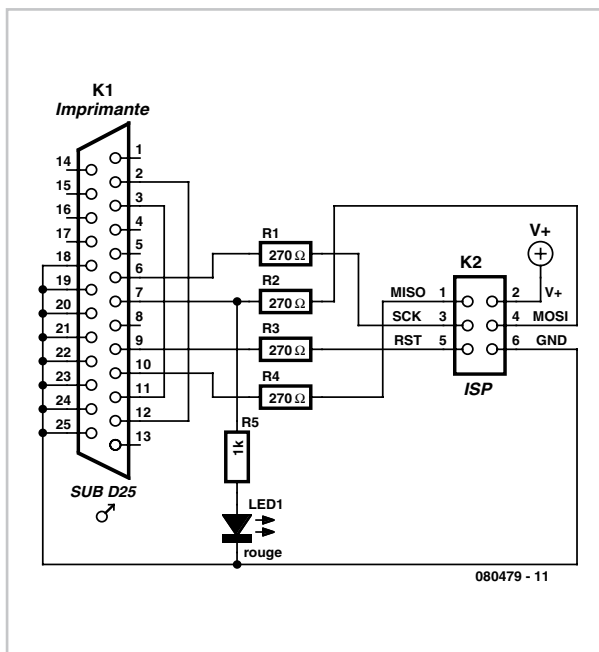 K1
Imprimante
1
14
2
15
3
16
4
17
5
18
6
19
7
20
8
21
9
22
10
23
11
24
12
25
13
SUB D25
R1
270 Ω
R2
270 Ω
R3
270 Ω
R4
270 Ω
R5
1k
LED1
rouge
V+
K2
MISO 1
2 V+
SCK 3
4 MOSI
RST 5
6 GND
ISP
080479 - 11